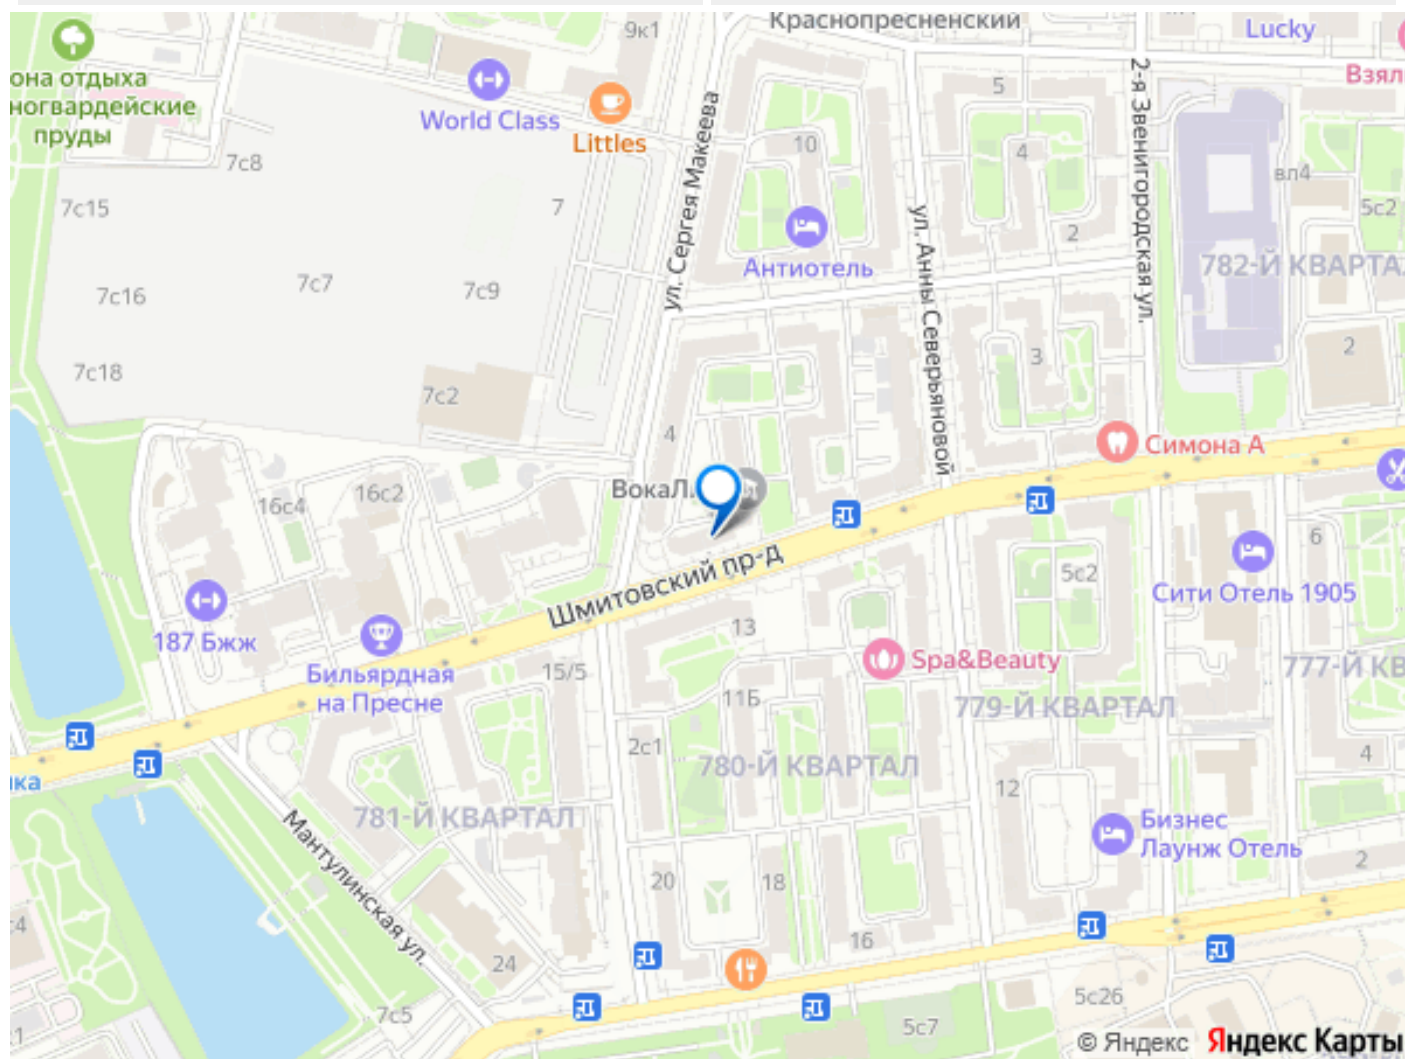 Краснопресненский
9к1
Lucky
она отдыха
ногвардейские
пруды
World Class
Littles
Взял
7с8
10
5
4
вл4
7с15
7
5с2
2
ул. Сергея Макеева
ул. Анны Северьяновой
2-я Звенигородская ул.
Антиотель
782-Й КВАРТА
7с16
7с7
7с9
7с18
7с2
3
2
4
Симона А
16с4
16с2
ВокаЛ
Шмитовский пр-д
6
5с2
Сити Отель 1905
187 Бжж
Бильярдная
на Пресне
15/5
13
Spa&Beauty
777-Й КВ
11Б
779-Й КВАРТАЛ
2с1
780-Й КВАРТАЛ
4
ка
781-Й КВАРТАЛ
12
Бизнес
Лаунж Отель
Мантулинская ул.
2
20
18
с4
16
24
5с26
7с5
5с7
1
© Яндекс
Яндекс Карты